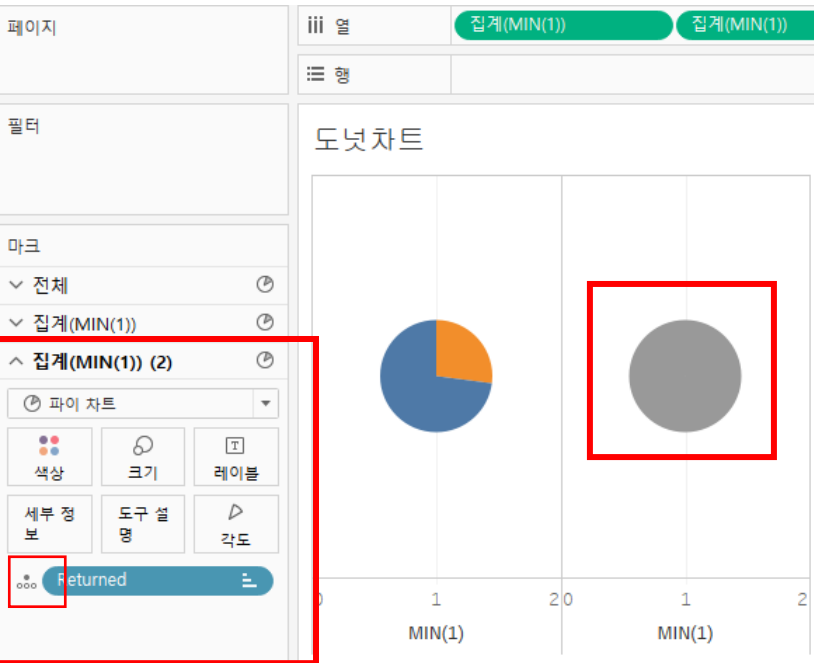 페이지
iii 열
집계(MIN(1))
집계(MIN(1))
행
필터
도넛차트
마크
전체
집계(MIN(1))
집계(MIN(1)) (2)
파이 차트
색상
크기
T
레이블
세부 정
보
도구 설
명
각도
Returned
0
1
2
0
1
2
MIN(1)
MIN(1)